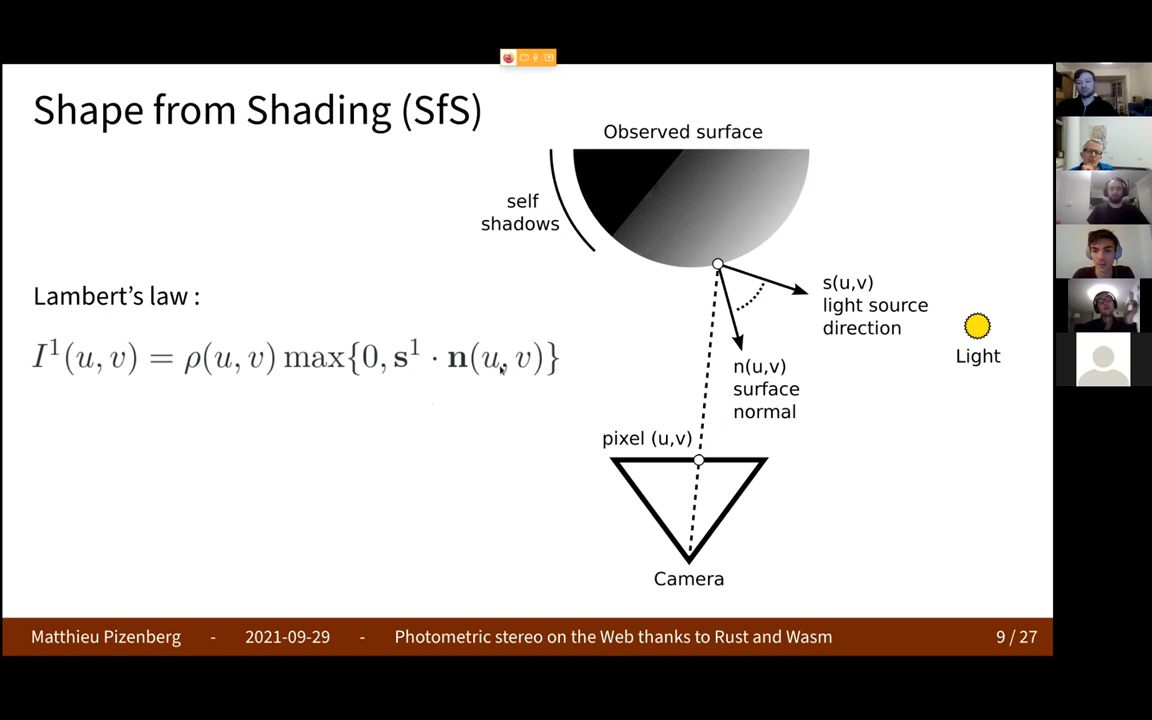 Shape from Shading (SfS)
Observed surface
self
shadows
Lambert’s law :
I¹(u, v) = ρ(u, v) max{0, s¹ · n(u, v)}
s(u,v)
light source
direction
Light
n(u,v)
surface
normal
pixel (u,v)
Camera
Matthieu Pizenberg - 2021-09-29 - Photometric stereo on the Web thanks to Rust and Wasm 9 / 27